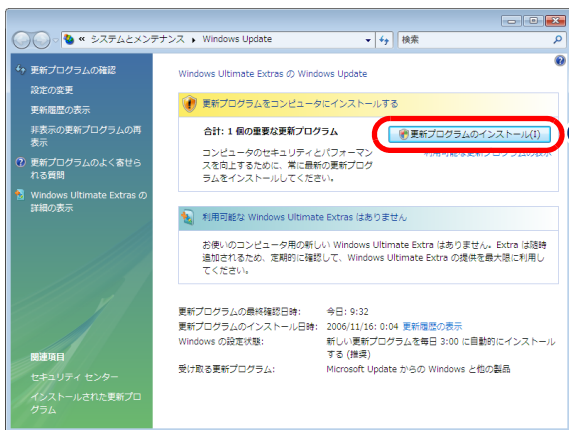 « システムとメンテナンス ▸ Windows Update
検索
更新プログラムの確認
設定の変更
更新履歴の表示
非表示の更新プログラムの再
表示
更新プログラムのよく寄せら
れる質問
Windows Ultimate Extras の
詳細の表示
関連項目
セキュリティ センター
インストールされた更新プロ
グラム
Windows Ultimate Extras の Windows Update
更新プログラムをコンピュータにインストールする
合計: 1 個の重要な更新プログラム
更新プログラムのインストール(I)
コンピュータのセキュリティとパフォーマン
スを向上するために、常に最新の更新プログ
ラムをインストールしてください。
利用可能な更新プログラムの表示
利用可能な Windows Ultimate Extras はありません
お使いのコンピュータ用の新しい Windows Ultimate Extra はありません。Extra は随時
追加されるため、定期的に確認して、Windows Ultimate Extra の提供を最大限に利用し
てください。
更新プログラムの最終確認日時: 今日: 9:32
更新プログラムのインストール日時: 2006/11/16: 0:04 更新履歴の表示
Windows の設定状態: 新しい更新プログラムを毎日 3:00 に自動的にインストール
する (推奨)
受け取る更新プログラム: Microsoft Update からの Windows と他の製品